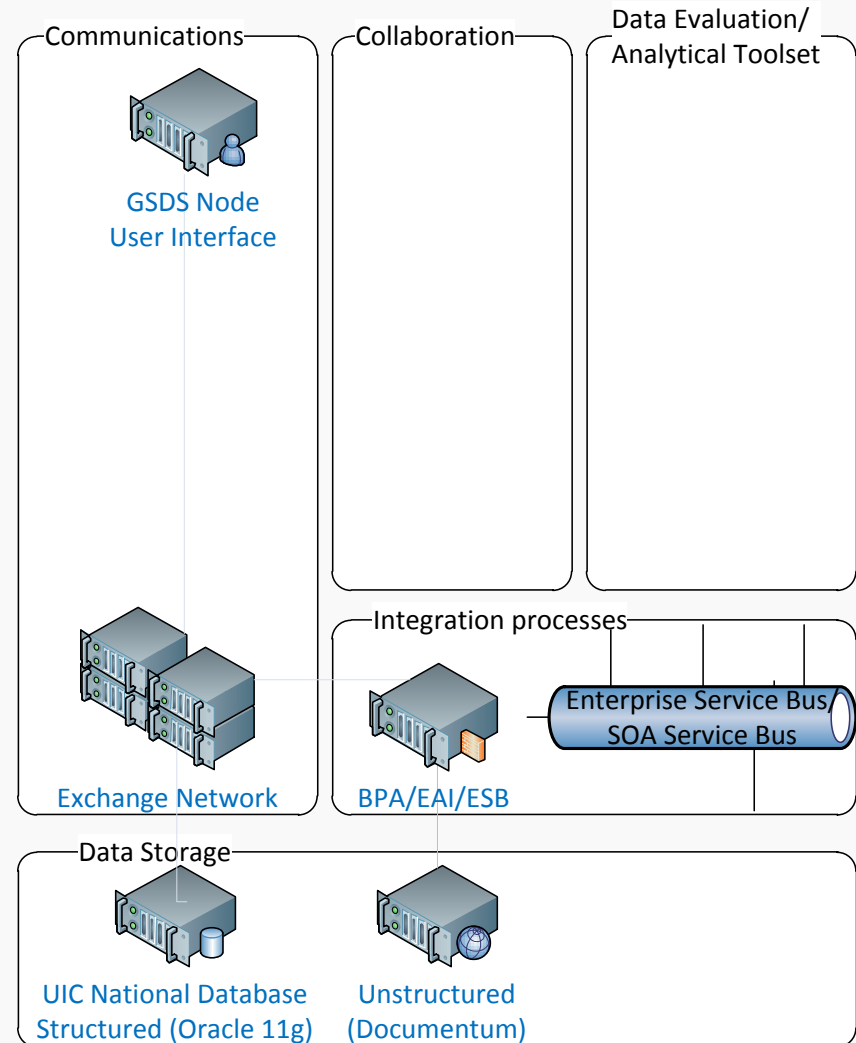 Communications
Collaboration
Data Evaluation/
Analytical Toolset
GSDS Node
User Interface
Integration processes
Enterprise Service Bus/
SOA Service Bus
Exchange Network
BPA/EAI/ESB
Data Storage
UIC National Database
Structured (Oracle 11g)
Unstructured
(Documentum)